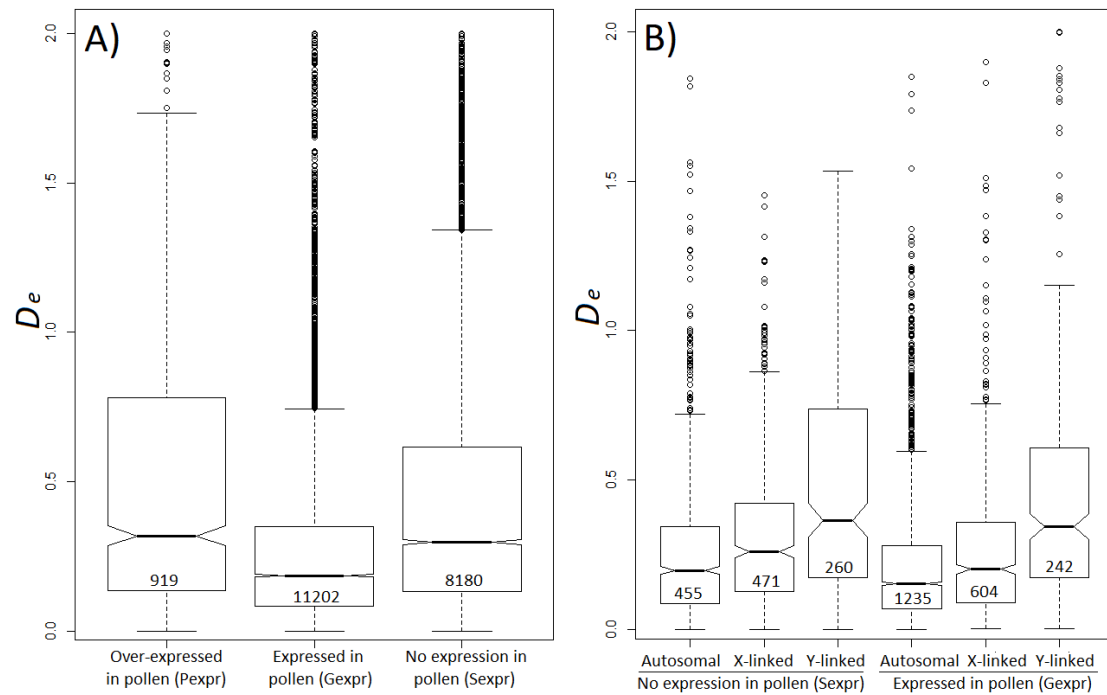 A)
De
2.0
1.5
1.0
0.5
0.0
919
11202
8180
Over-expressed
in pollen (Pexpr)
Expressed in
pollen (Gexpr)
No expression in
pollen (Sexpr)
B)
De
2.0
1.5
1.0
0.5
0.0
455
471
260
1235
604
242
Autosomal X-linked Y-linked Autosomal X-linked Y-linked
No expression in pollen (Sexpr) Expressed in pollen (Gexpr)